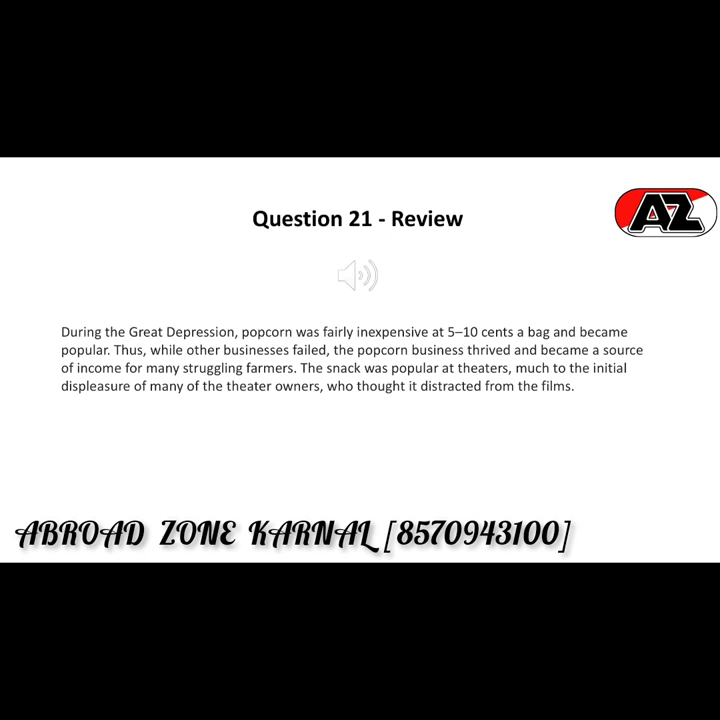 Question 21 - Review
AZ
During the Great Depression, popcorn was fairly inexpensive at 5–10 cents a bag and became
popular. Thus, while other businesses failed, the popcorn business thrived and became a source
of income for many struggling farmers. The snack was popular at theaters, much to the initial
displeasure of many of the theater owners, who thought it distracted from the films.
ABROAD ZONE KARNAL [8570943100]